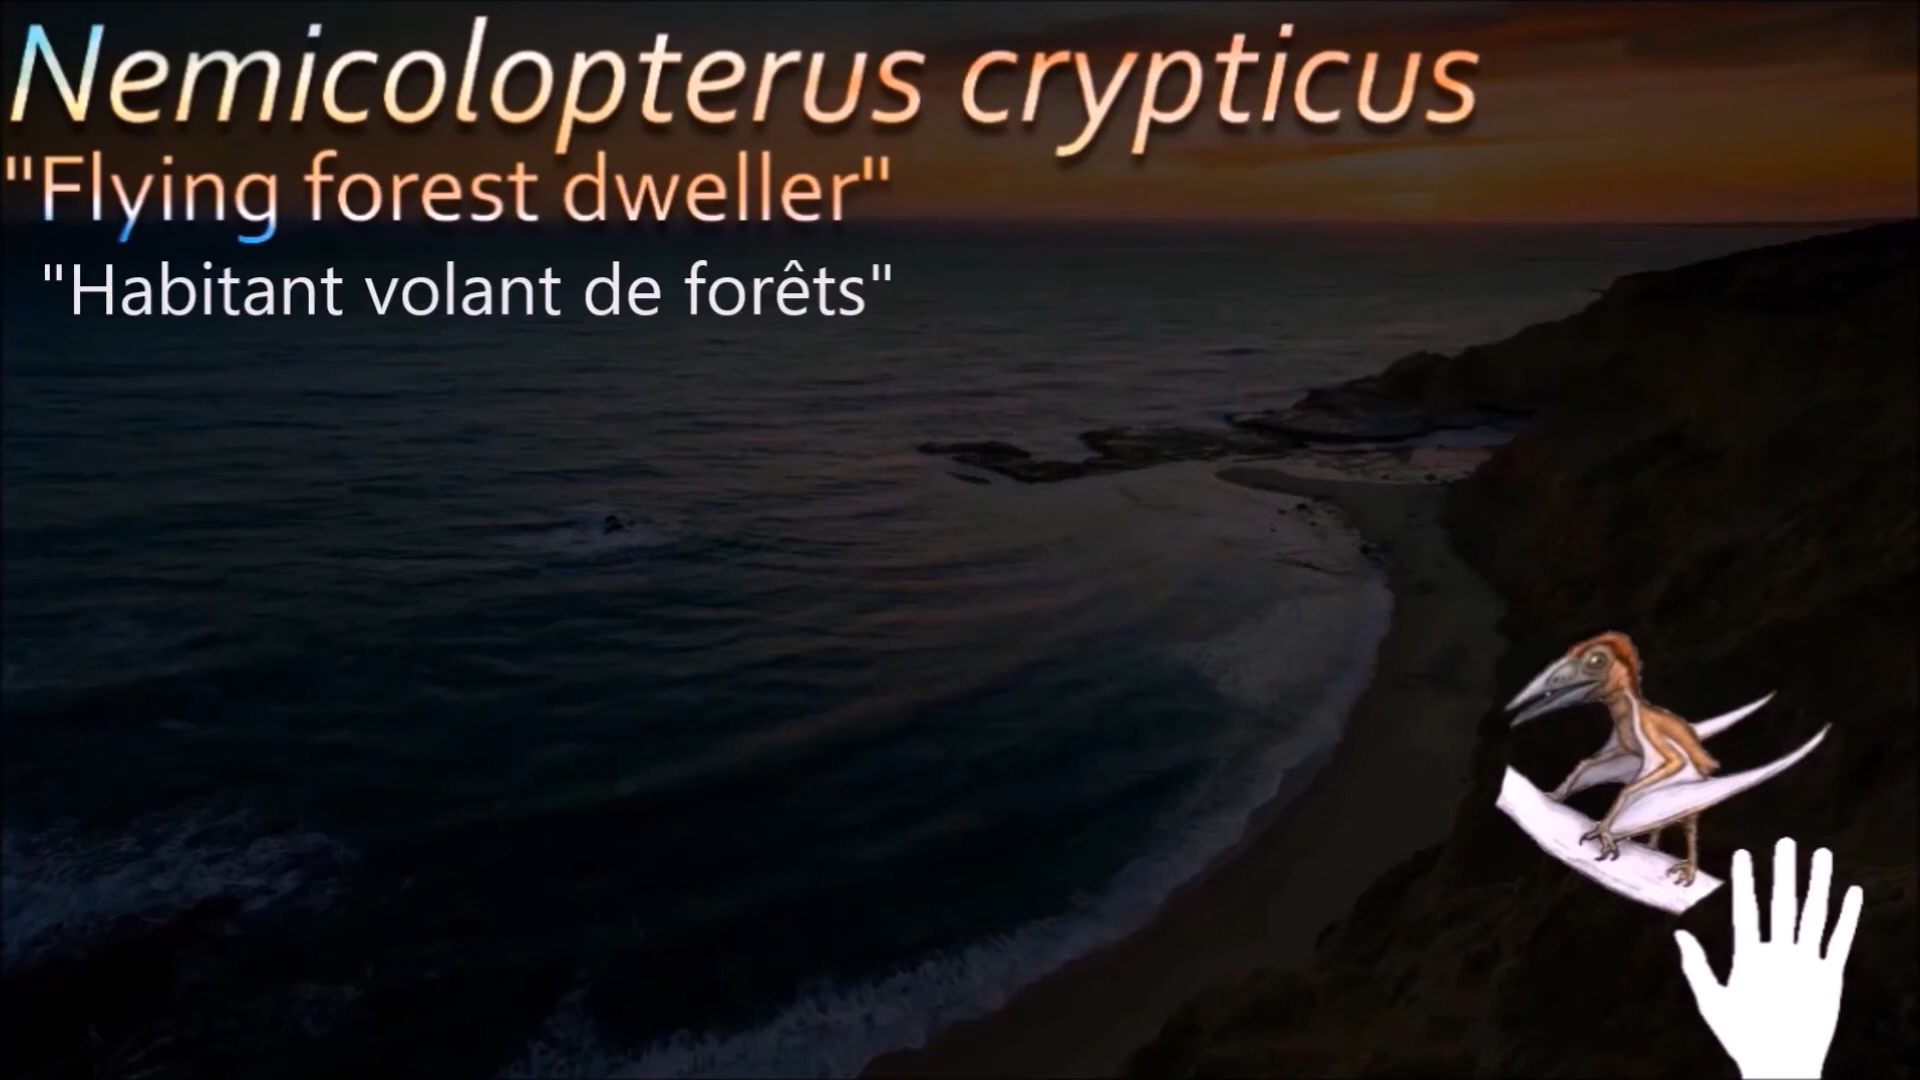 Nemicolopterus crypticus
"Flying forest dweller"
"Habitant volant de forêts"